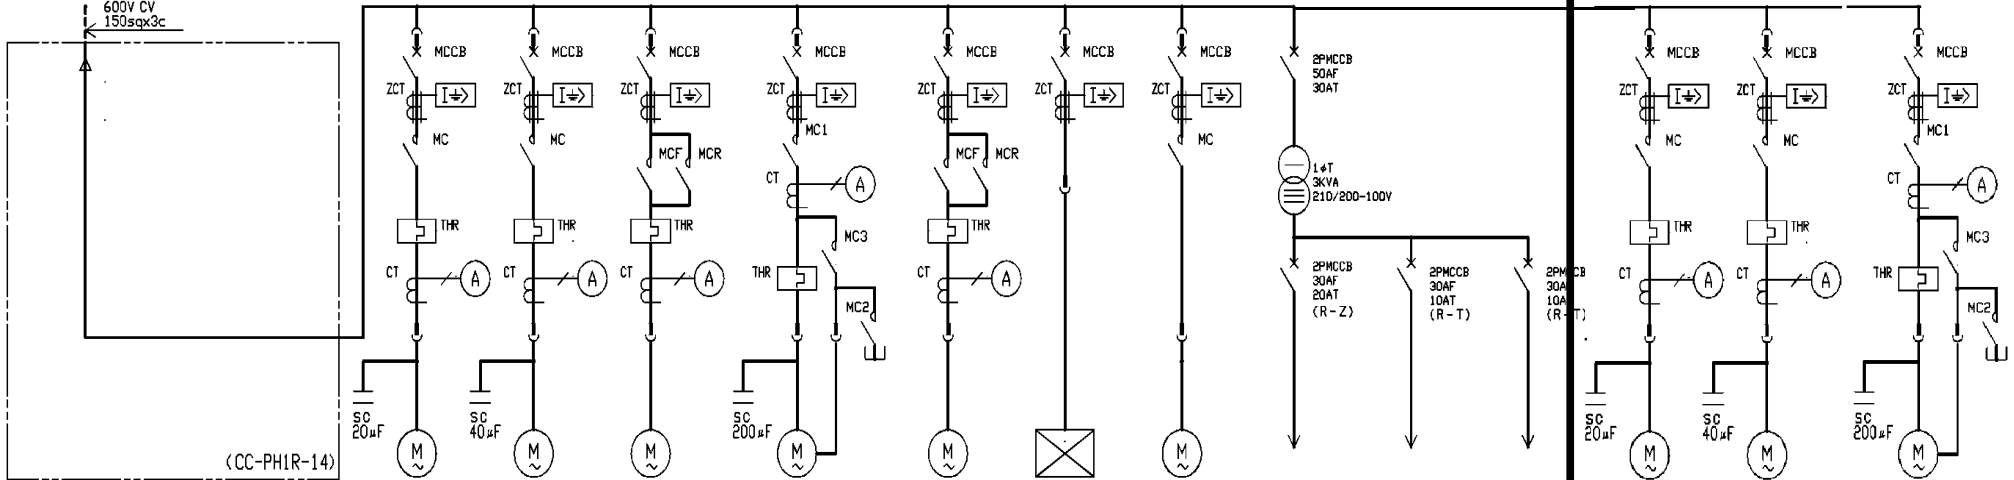 600V CV
150sqx3c
(CC-PH1R-14)
MCCB
ZCT
I
MC
THR
CT
A
SC
20μF
M
MCCB
ZCT
I
MC
THR
CT
A
SC
40μF
M
MCCB
ZCT
I
MCF
MCR
THR
CT
A
M
MCCB
ZCT
I
MC1
CT
A
MC3
THR
MC2
SC
200μF
M
MCCB
ZCT
I
MCF
MCR
THR
CT
A
M
MCCB
ZCT
I
MCCB
ZCT
I
MC
M
2PMCCB
50AF
30AT
1φT
3KVA
210/200-100V
2PMCCB
30AF
20AT
(R-Z)
2PMCCB
30AF
10AT
(R-T)
MCCB
ZCT
I
MC
THR
CT
A
SC
20μF
M
MCCB
ZCT
I
MC
THR
CT
A
SC
40μF
M
MCCB
ZCT
I
MC1
CT
A
MC3
THR
MC2
SC
200μF
M